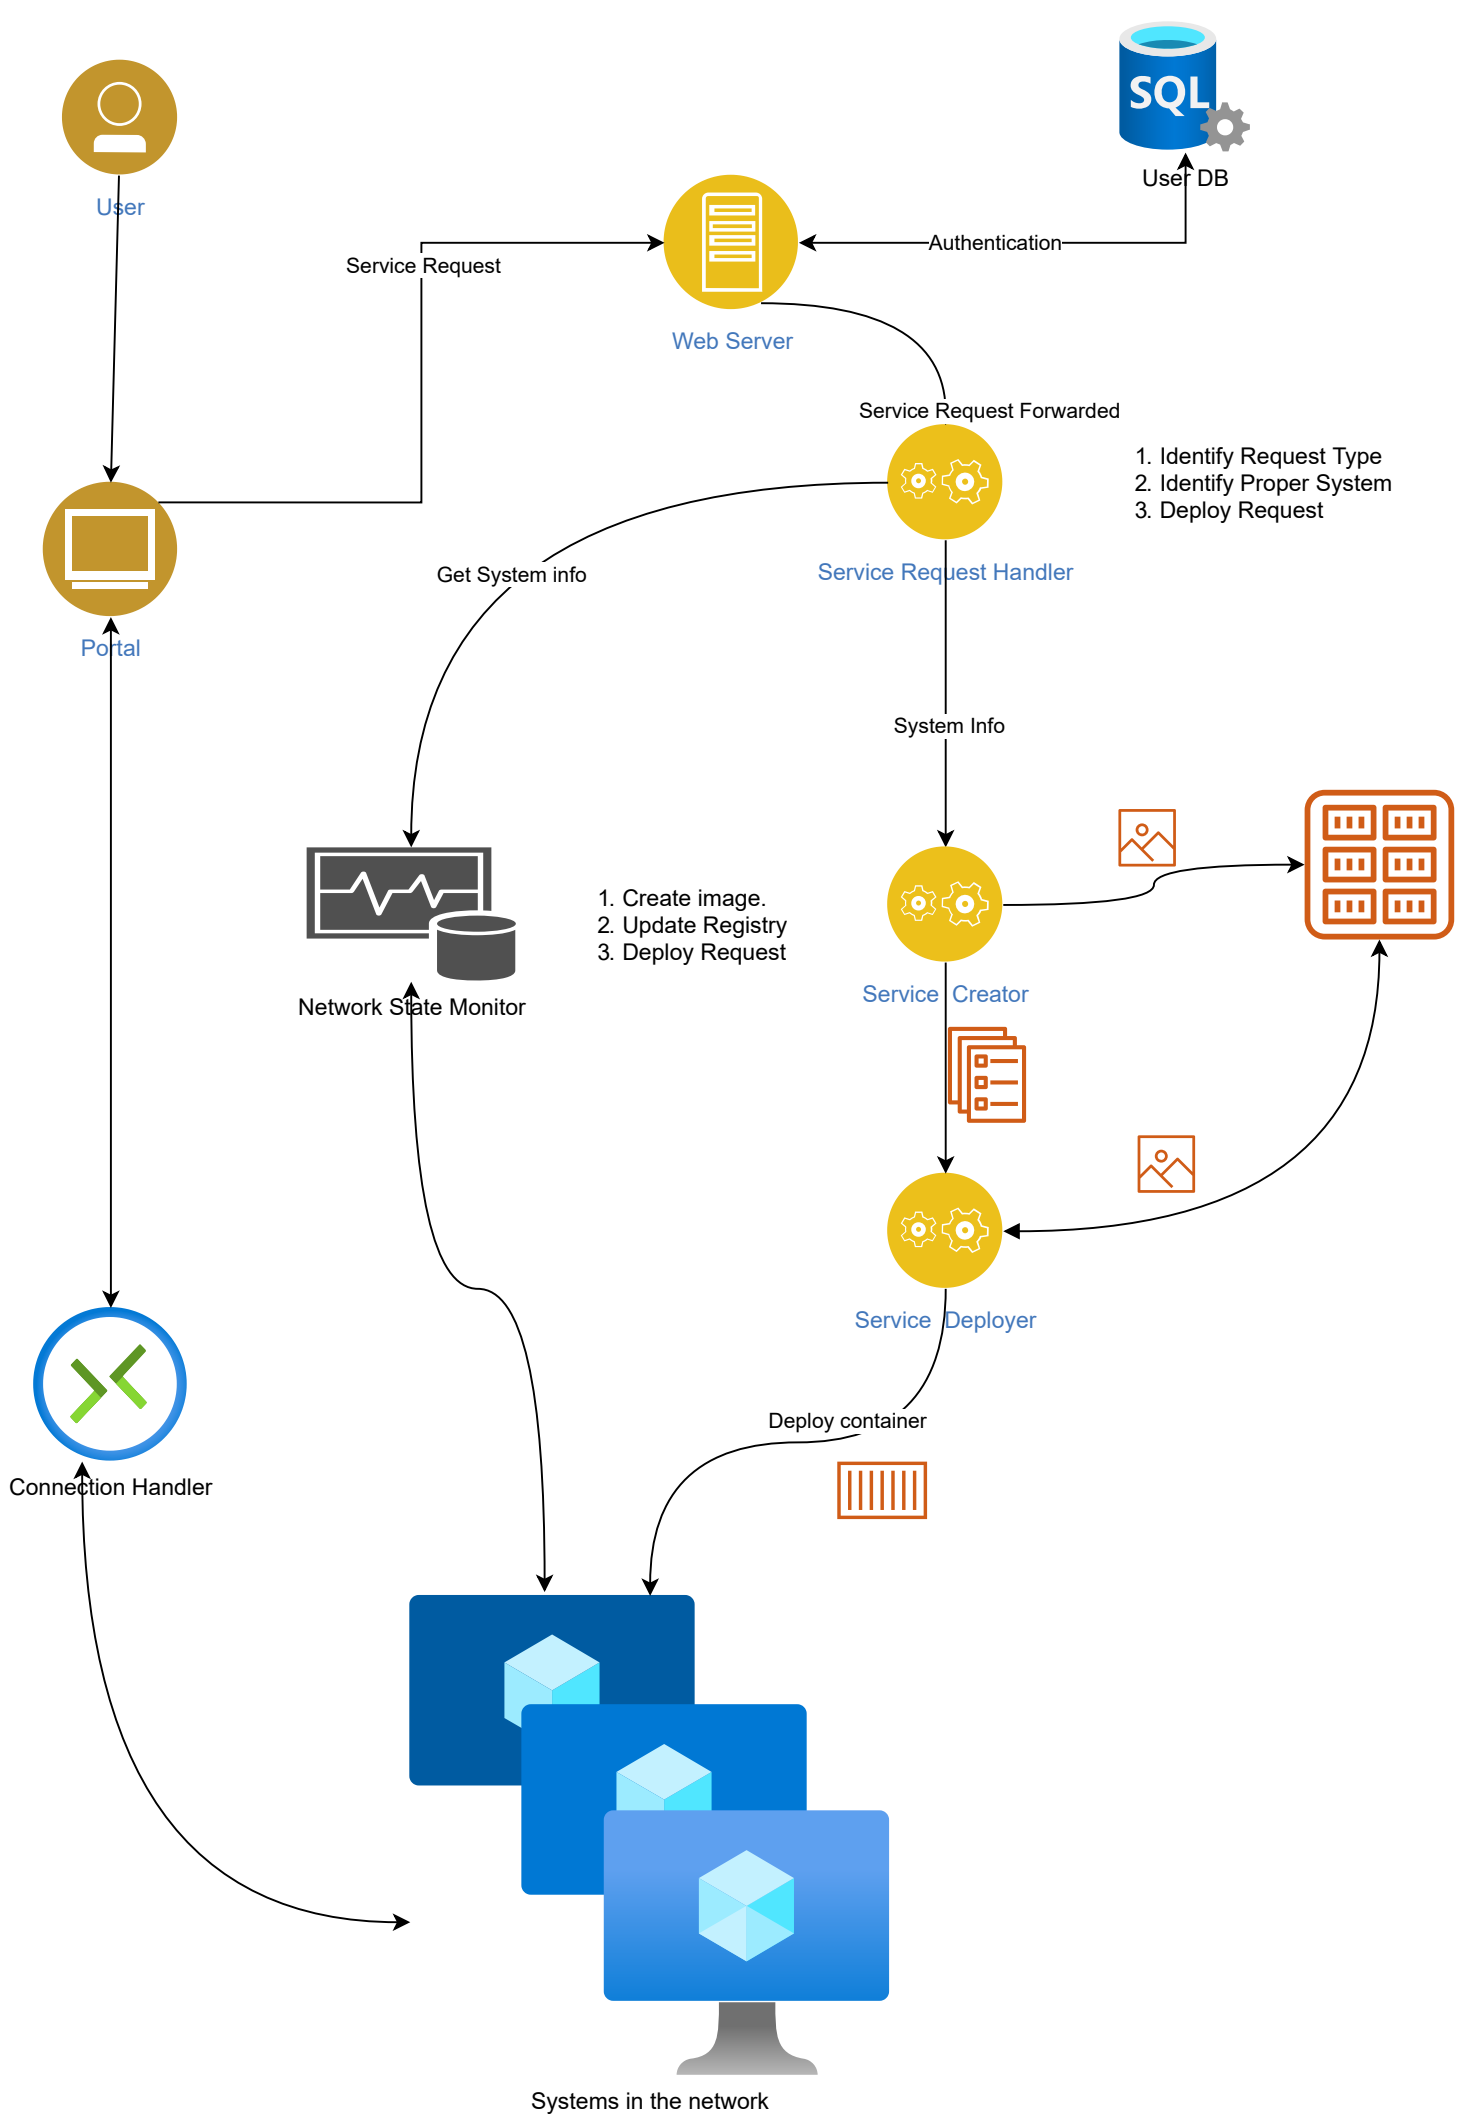 SQL
User DB
User
Authentication
Service Request
Web Server
Service Request Forwarded
1. Identify Request Type
2. Identify Proper System
3. Deploy Request
Get System info
Service Request Handler
Portal
System Info
1. Create image.
2. Update Registry
3. Deploy Request
Network State Monitor
Service Creator
Service Deployer
Deploy container
Connection Handler
Systems in the network